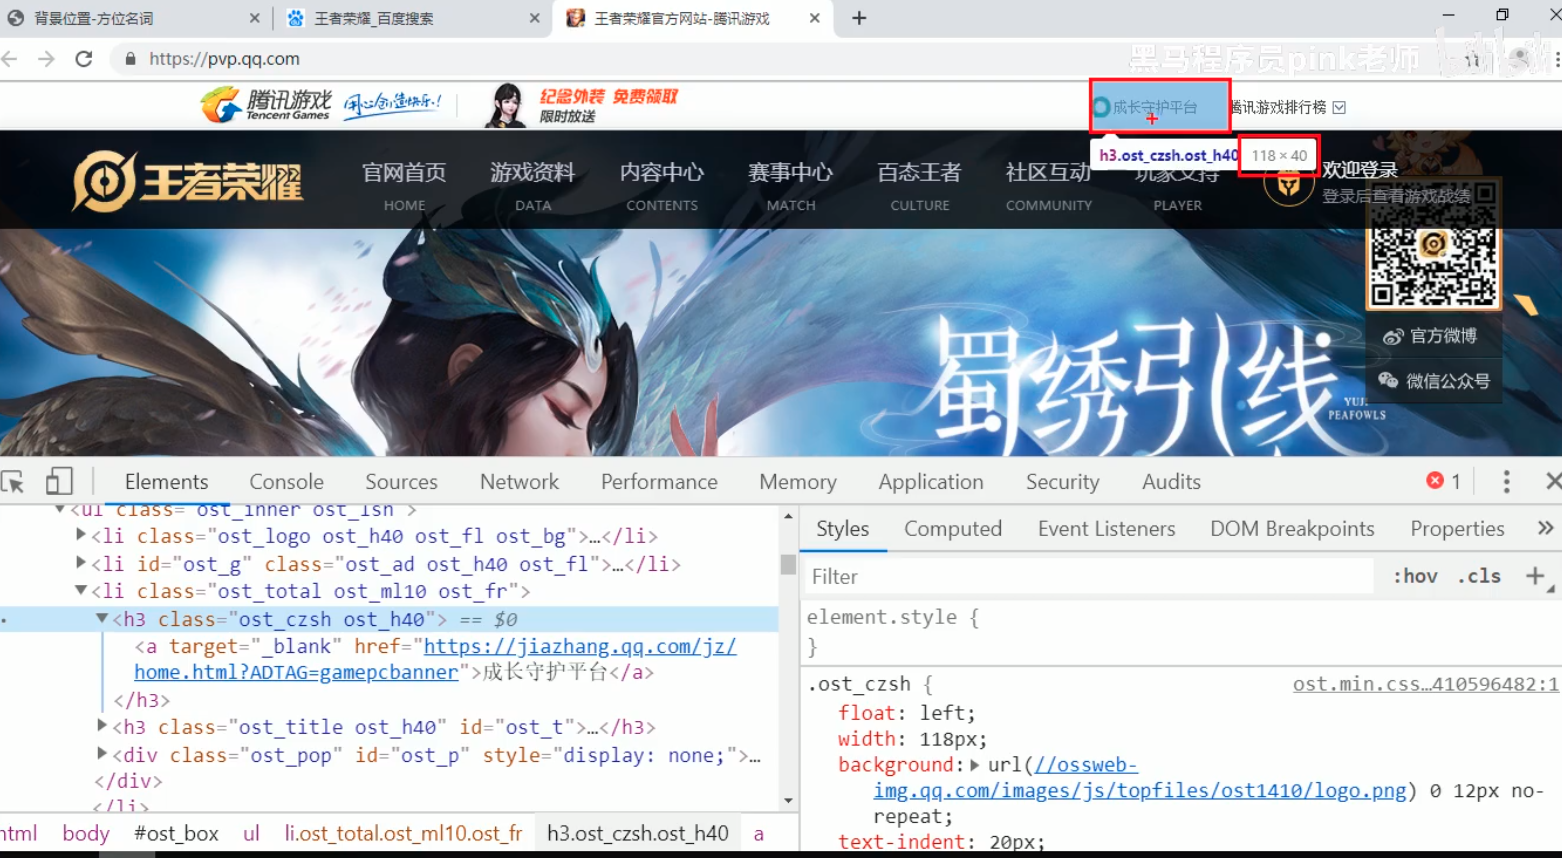 背景位置-方位名词
王者荣耀_百度搜索
王者荣耀官方网站-腾讯游戏
https://pvp.qq.com
黑马程序员pink老师
腾讯游戏
Tencent Games
用心创造快乐!
纪念外装 免费领取
限时放送
成长守护平台
腾讯游戏排行榜
h3.ost_czsh.ost_h40
118 × 40
王者荣耀
官网首页
HOME
游戏资料
DATA
内容中心
CONTENTS
赛事中心
MATCH
百态王者
CULTURE
社区互动
COMMUNITY
玩家支持
PLAYER
欢迎登录
登录后查看游戏战绩
蜀绣引线
PEAFOWLS
官方微博
微信公众号
Elements
Console
Sources
Network
Performance
Memory
Application
Security
Audits
1
<ul class="ost_inner ost_lsn">
<li class="ost_logo ost_h40 ost_fl ost_bg">…</li>
<li id="ost_g" class="ost_ad ost_h40 ost_fl">…</li>
<li class="ost_total ost_ml10 ost_fr">
<h3 class="ost_czsh ost_h40"> == $0
<a target="_blank" href="https://jiazhang.qq.com/jz/
home.html?ADTAG=gamepcbanner">成长守护平台</a>
</h3>
<h3 class="ost_title ost_h40" id="ost_t">…</h3>
<div class="ost_pop" id="ost_p" style="display: none;">…
</div>
</li>
html body #ost_box ul li.ost_total.ost_ml10.ost_fr h3.ost_czsh.ost_h40 a
Styles
Computed
Event Listeners
DOM Breakpoints
Properties
Filter
:hov .cls
element.style {
}
.ost_czsh {
ost.min.css…410596482:1
float: left;
width: 118px;
background: url(//ossweb-
img.qq.com/images/js/topfiles/ost1410/logo.png) 0 12px no-
repeat;
text-indent: 20px;